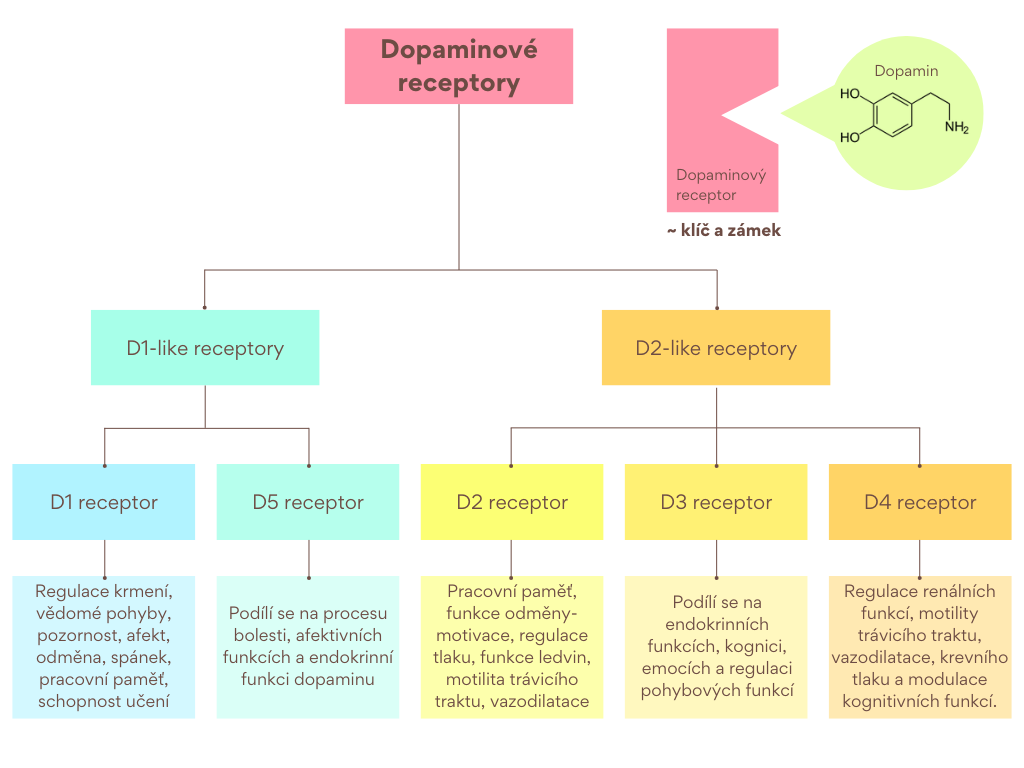 Dopaminové
receptory
Dopamin
HO
HO
NH2
Dopaminový
receptor
~ klíč a zámek
D1-like receptory
D2-like receptory
D1 receptor
D5 receptor
D2 receptor
D3 receptor
D4 receptor
Regulace krmení,
vědomé pohyby,
pozornost, afekt,
odměna, spánek,
pracovní paměť,
schopnost učení
Podílí se na procesu
bolesti, afektivních
funkcích a endokrinní
funkci dopaminu
Pracovní paměť,
funkce odměny-
motivace, regulace
tlaku, funkce ledvin,
motilita trávicího
traktu, vazodilatace
Podílí se na
endokrinních
funkcích, kognici,
emocích a regulaci
pohybových funkcí
Regulace renálních
funkcí, motility
trávicího traktu,
vazodilatace, krevního
tlaku a modulace
kognitivních funkcí.